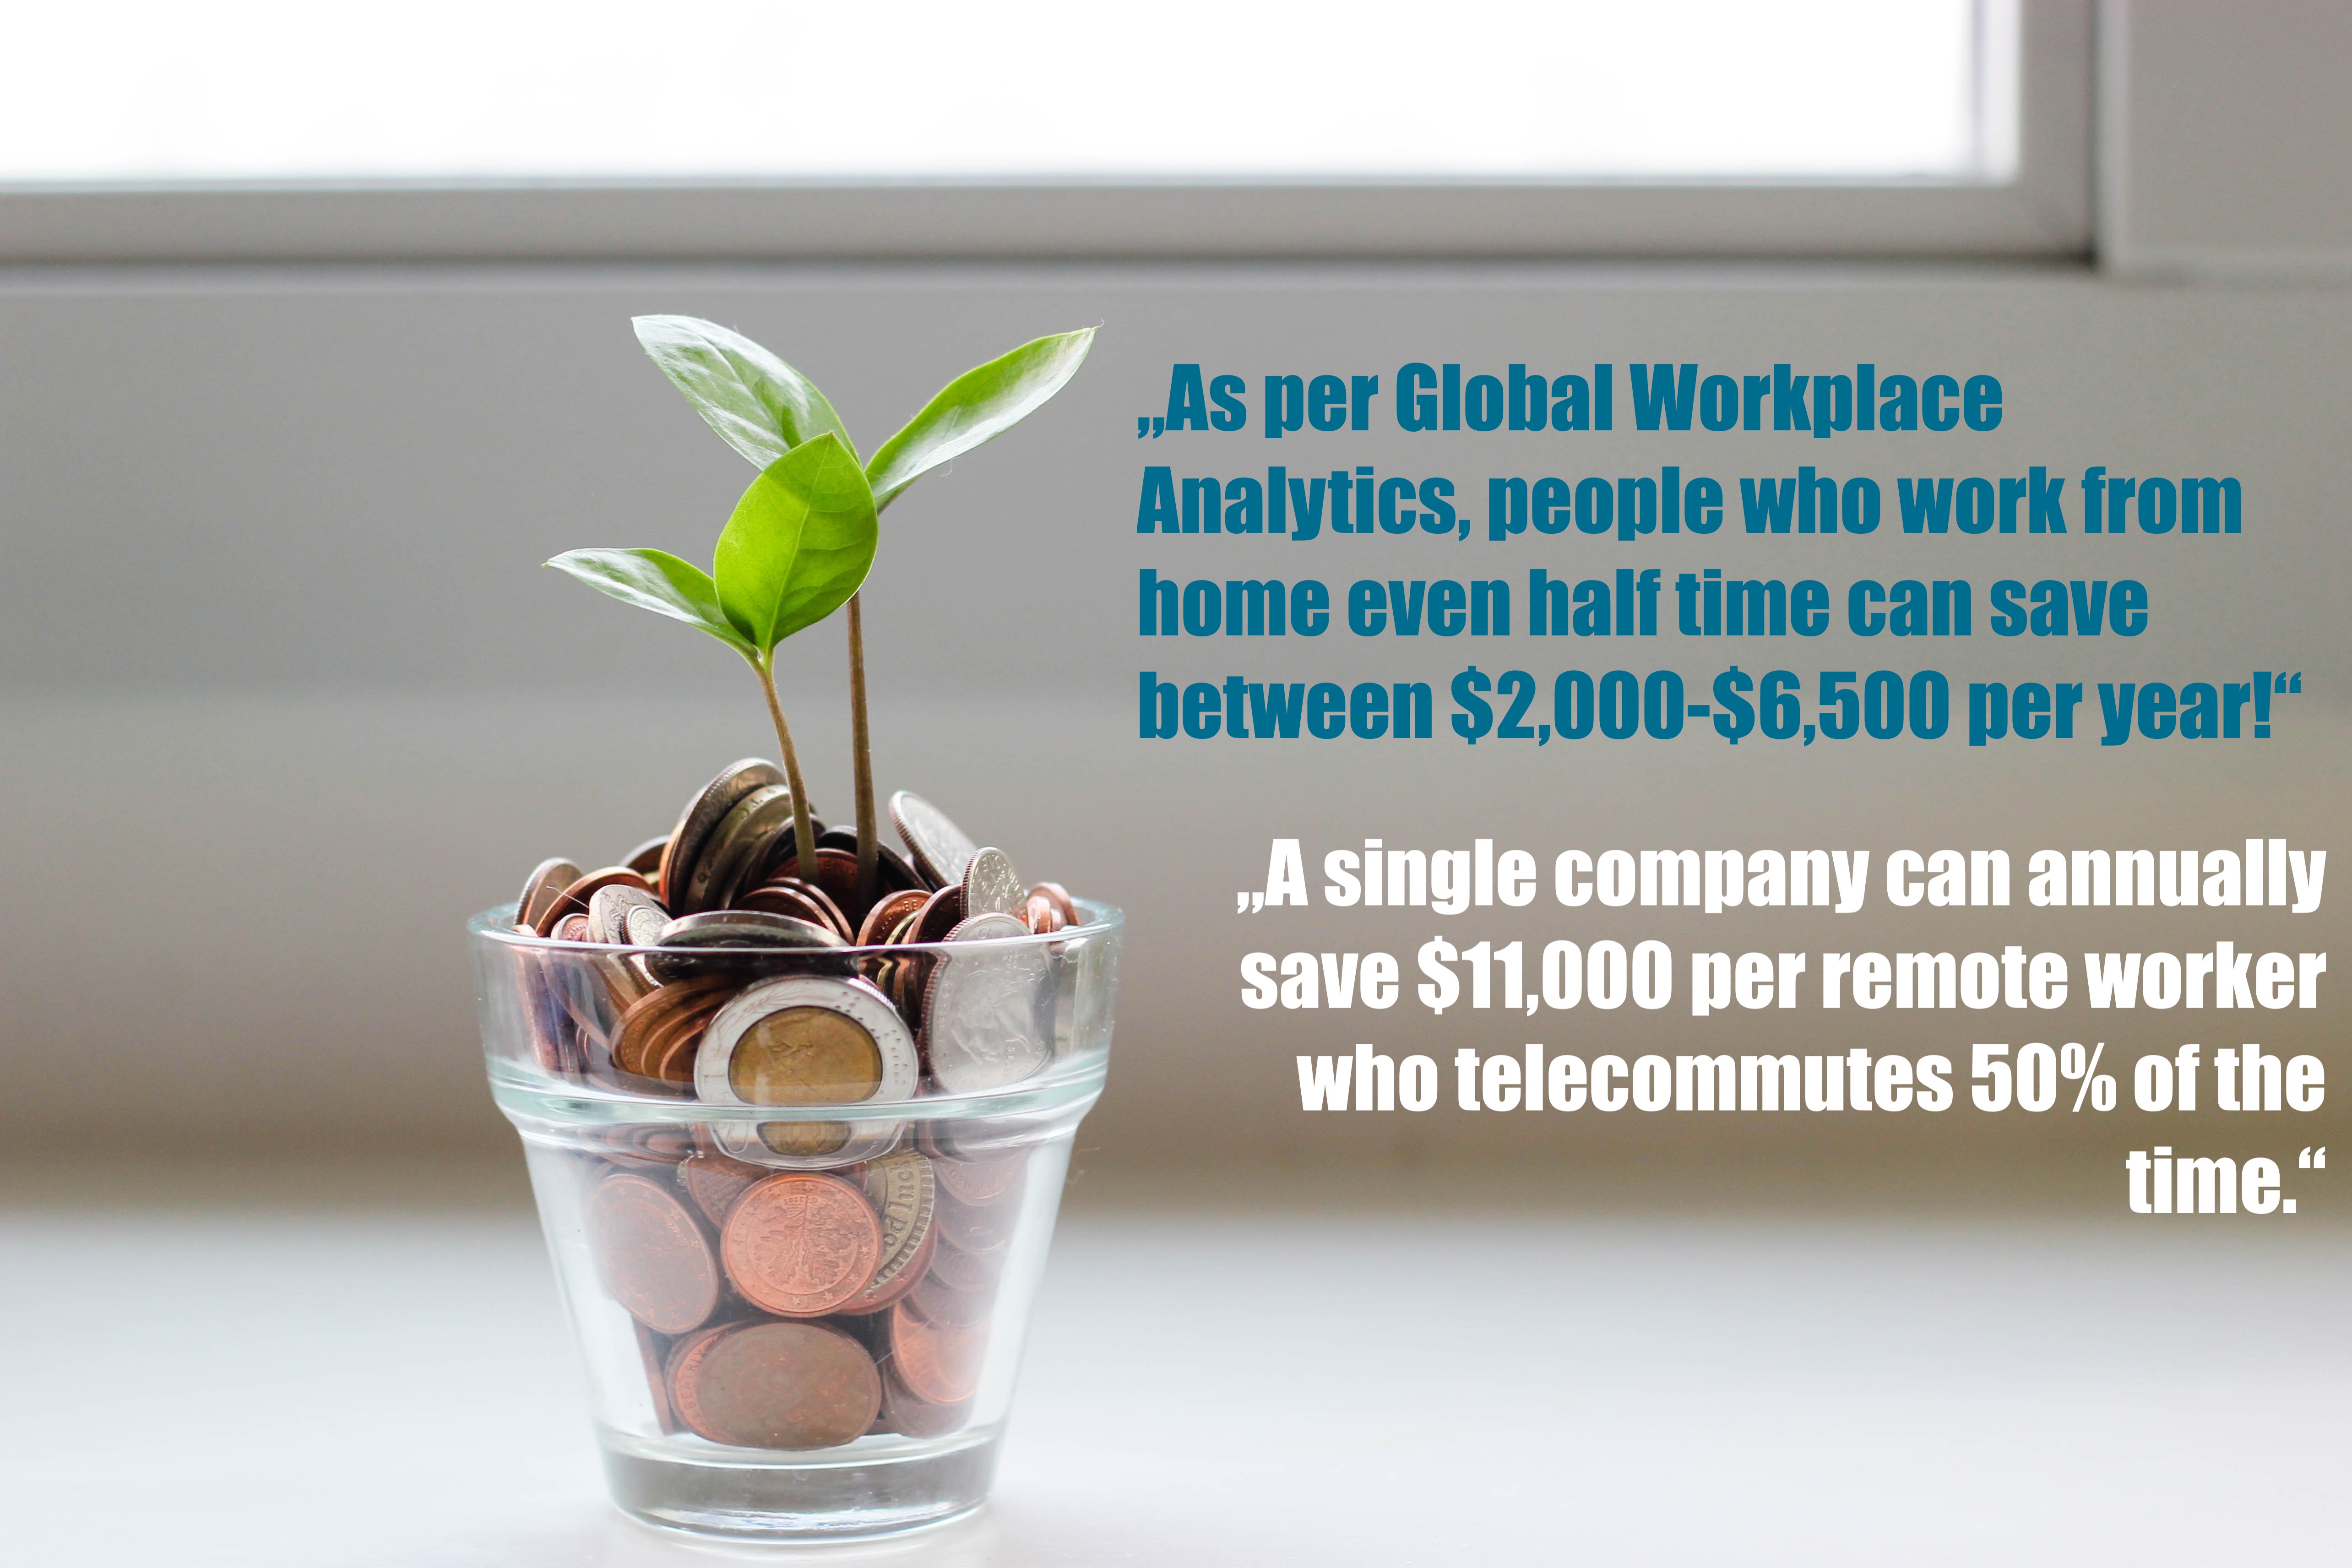 „As per Global Workplace
Analytics, people who work from
home even half time can save
between $2,000-$6,500 per year!“
„A single company can annually
save $11,000 per remote worker
who telecommutes 50% of the
time.“
od luc